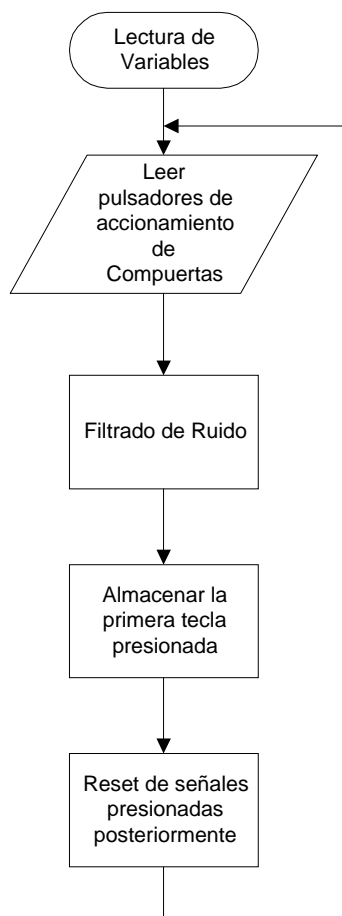 Lectura de
Variables
Leer
pulsadores de
accionamiento
de
Compuertas
Filtrado de Ruido
Almacenar la
primera tecla
presionada
Reset de señales
presionadas
posteriormente